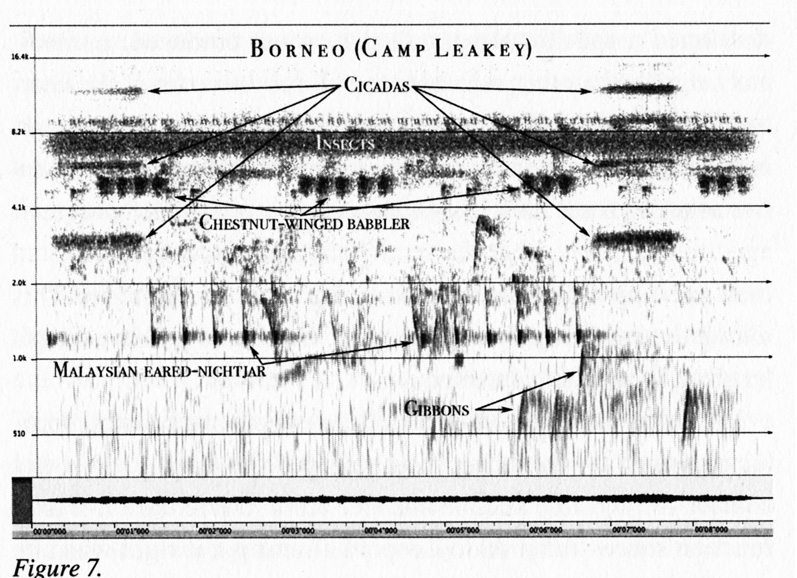 BORNEO (CAMP LEAKEY)
16.4k
CICADAS
8.2k
INSECTS
4.1k
CHESTNUT-WINGED BABBLER
2.0k
1.0k
MALAYSIAN EARED-NIGHTJAR
GIBBONS
510
Figure 7.